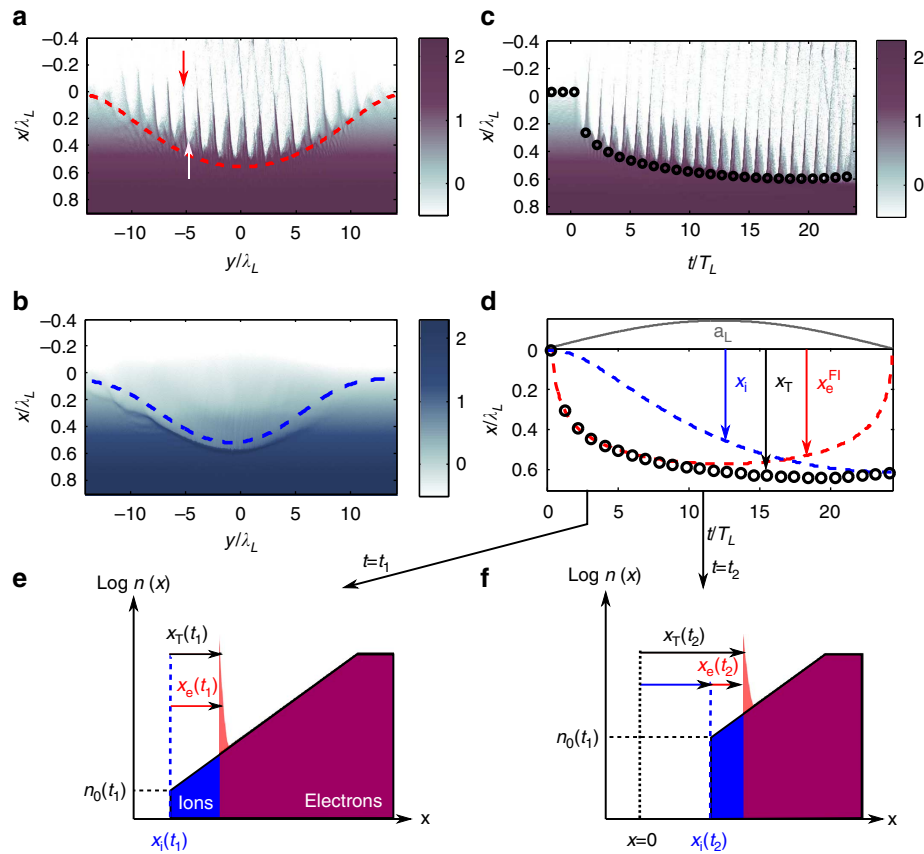 a
c
−0.4
−0.2
0
0.2
0.4
0.6
0.8
x/λL
−10 −5 0 5 10
y/λL
2
1
0
−0.4
−0.2
0
0.2
0.4
0.6
0.8
x/λL
0 5 10 15 20
t/TL
2
1
0
b
d
−0.4
−0.2
0
0.2
0.4
0.6
0.8
x/λL
−10 −5 0 5 10
y/λL
2
1
0
aL
0
0.2
0.4
0.6
0.8
x/λL
xi
xT
xeFI
0 5 10 15 20
t/TL
t=t1
t=t2
e
Log n (x)
xT(t1)
xe(t1)
n0(t1)
Ions
Electrons
x
xi(t1)
f
Log n (x)
xT(t2)
xe(t2)
n0(t1)
x
x=0
xi(t2)